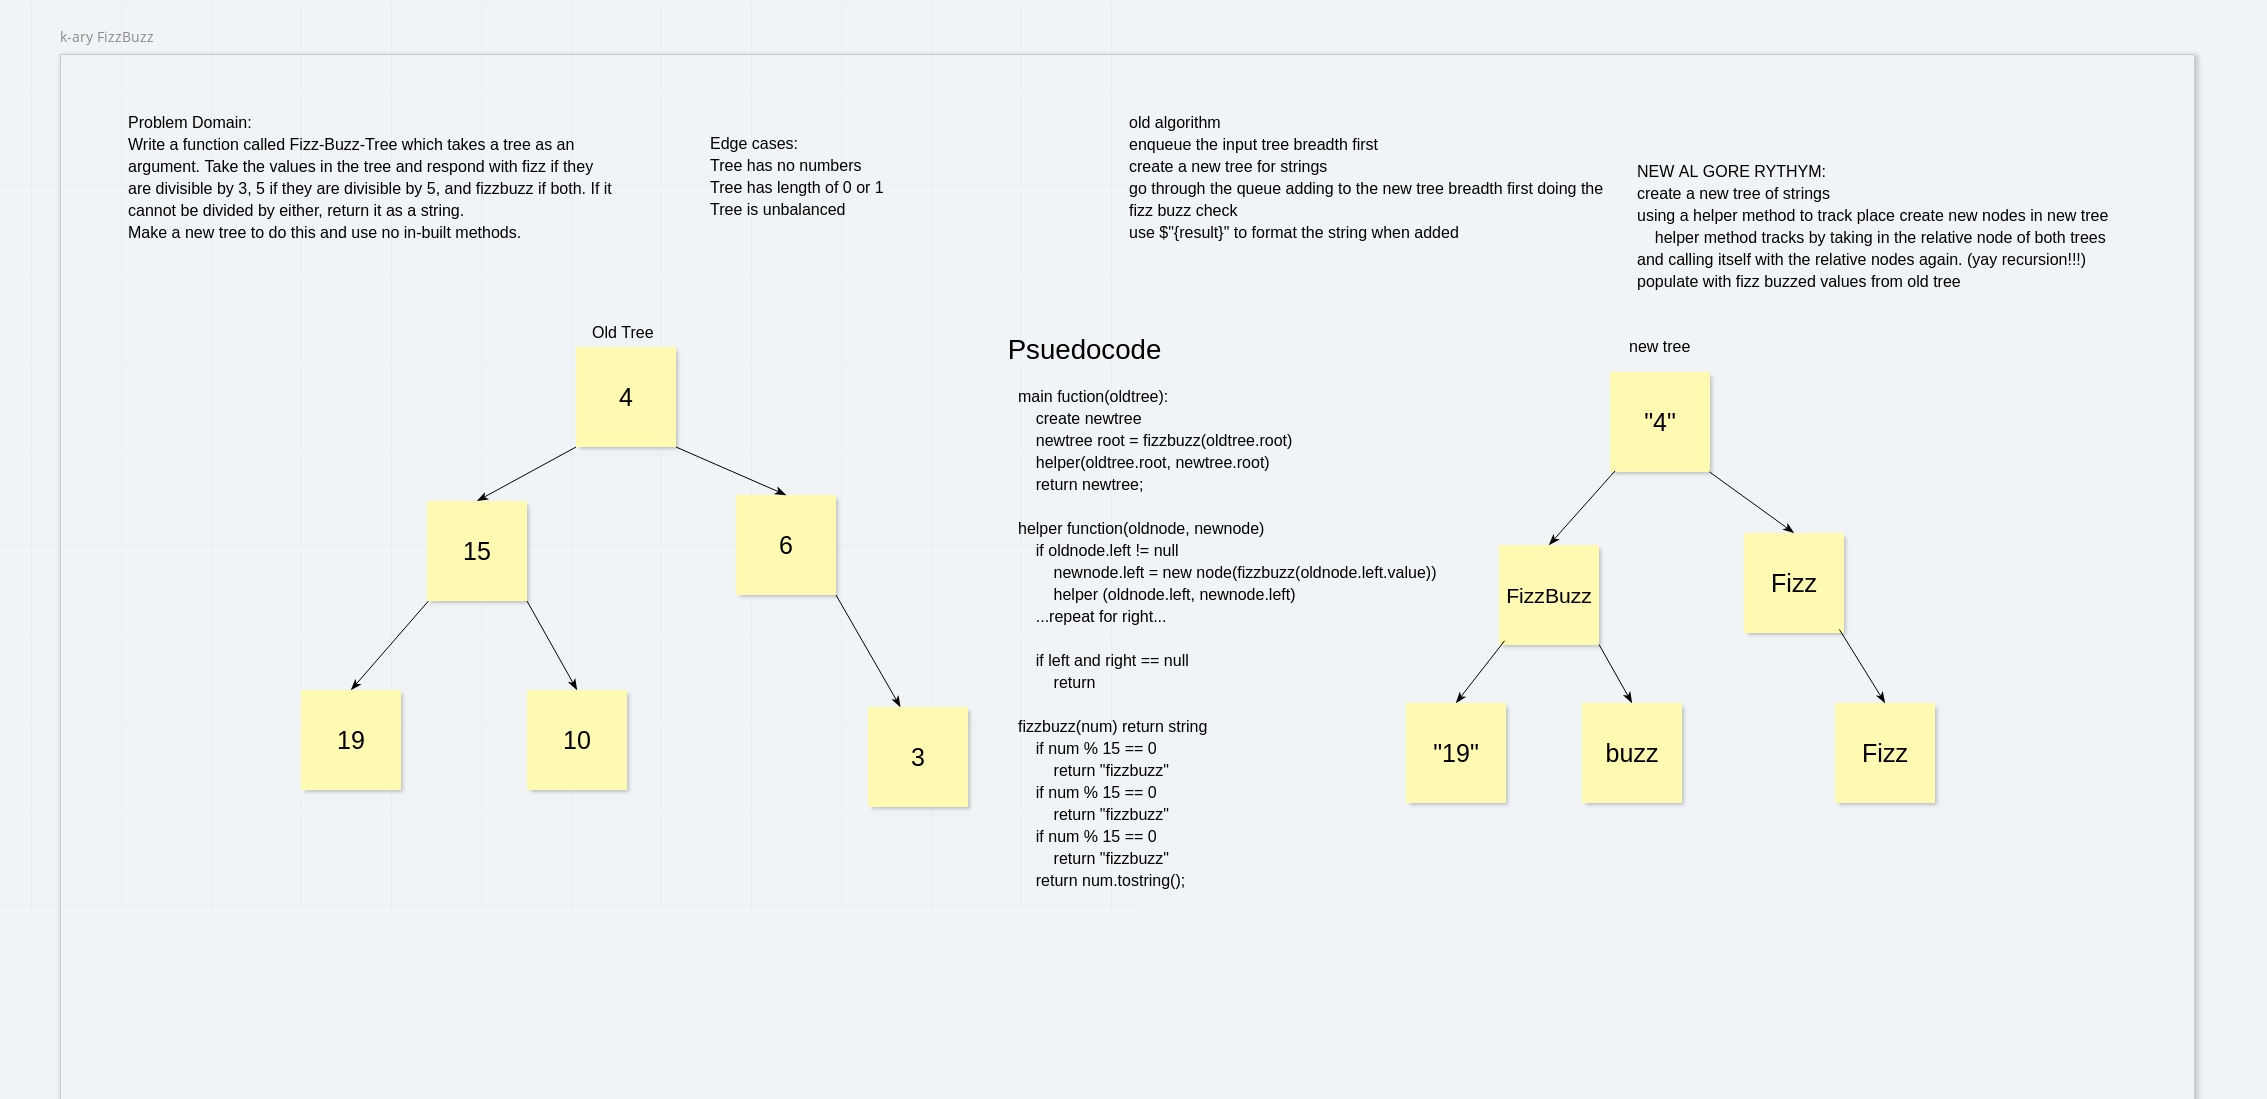 k-ary FizzBuzz
Problem Domain:
Write a function called Fizz-Buzz-Tree which takes a tree as an
argument. Take the values in the tree and respond with fizz if they
are divisible by 3, 5 if they are divisible by 5, and fizzbuzz if both. If it
cannot be divided by either, return it as a string.
Make a new tree to do this and use no in-built methods.
Edge cases:
Tree has no numbers
Tree has length of 0 or 1
Tree is unbalanced
old algorithm
enqueue the input tree breadth first
create a new tree for strings
go through the queue adding to the new tree breadth first doing the
fizz buzz check
use $"{result}" to format the string when added
NEW AL GORE RYTHYM:
create a new tree of strings
using a helper method to track place create new nodes in new tree
helper method tracks by taking in the relative node of both trees
and calling itself with the relative nodes again. (yay recursion!!!)
populate with fizz buzzed values from old tree
Old Tree
4
15
6
19
10
3
Psuedocode
main fuction(oldtree):
create newtree
newtree root = fizzbuzz(oldtree.root)
helper(oldtree.root, newtree.root)
return newtree;
helper function(oldnode, newnode)
if oldnode.left != null
newnode.left = new node(fizzbuzz(oldnode.left.value))
helper (oldnode.left, newnode.left)
...repeat for right...
if left and right == null
return
fizzbuzz(num) return string
if num % 15 == 0
return "fizzbuzz"
if num % 15 == 0
return "fizzbuzz"
if num % 15 == 0
return "fizzbuzz"
return num.tostring();
new tree
"4"
FizzBuzz
Fizz
"19"
buzz
Fizz